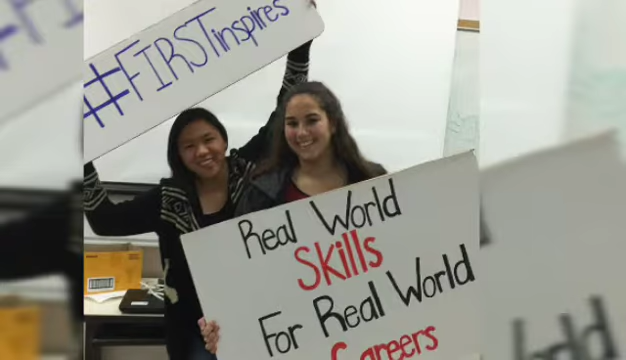 #FIRSTinspires
Real World
Skills
For Real World
Careers